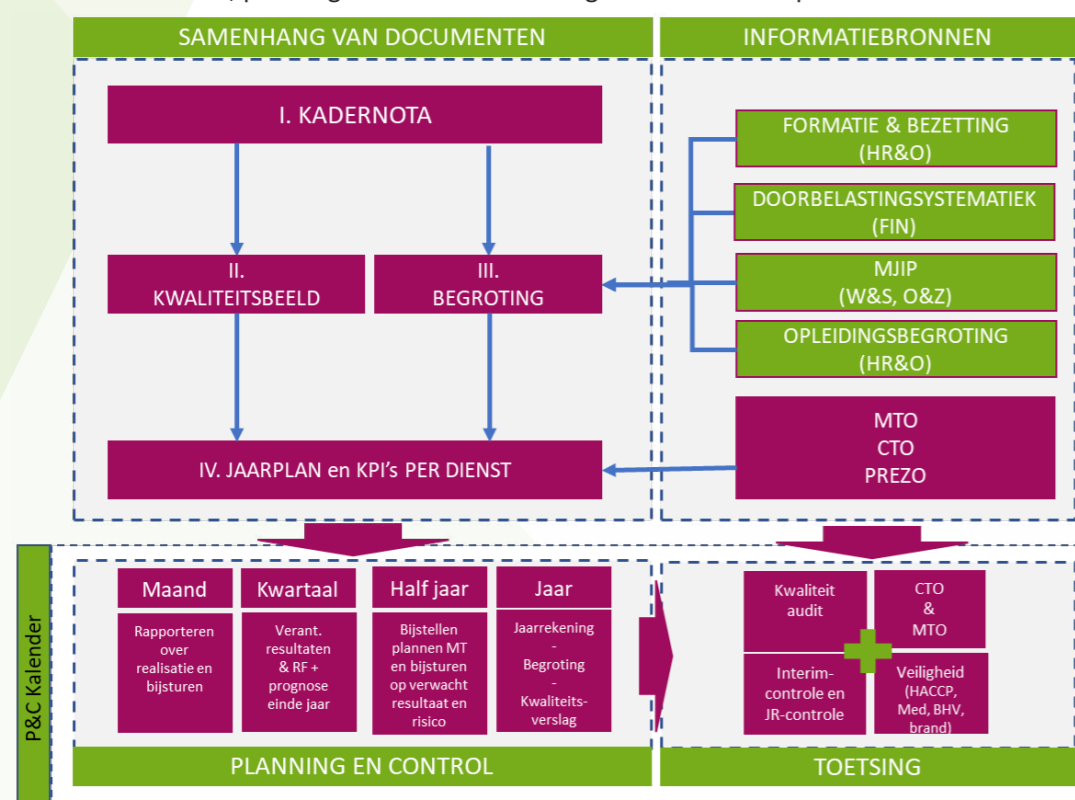 SAMENHANG VAN DOCUMENTEN
INFORMATIEBRONNEN
I. KADERNOTA
II.
KWALITEITSBEELD
III.
BEGROTING
IV. JAARPLAN en KPI's PER DIENST
FORMATIE & BEZETTING
(HR&O)
DOORBELASTINGSYSTEMATIEK
(FIN)
MJIP
(W&S, O&Z)
OPLEIDINGSBEGROTING
(HR&O)
MTO
CTO
PREZO
P&C Kalender
Maand
Rapporteren
over
realisatie en
bijsturen
Kwartaal
Verant.
resultaten
& RF +
prognose
einde jaar
Half jaar
Bijstellen
plannen MT
en bijsturen
op verwacht
resultaat en
risico
Jaar
Jaarrekening
-
Begroting
-
Kwaliteits-
verslag
Kwaliteit
audit
CTO
&
MTO
Interim-
controle en
JR-controle
Veiligheid
(HACCP,
Med, BHV,
brand)
PLANNING EN CONTROL
TOETSING